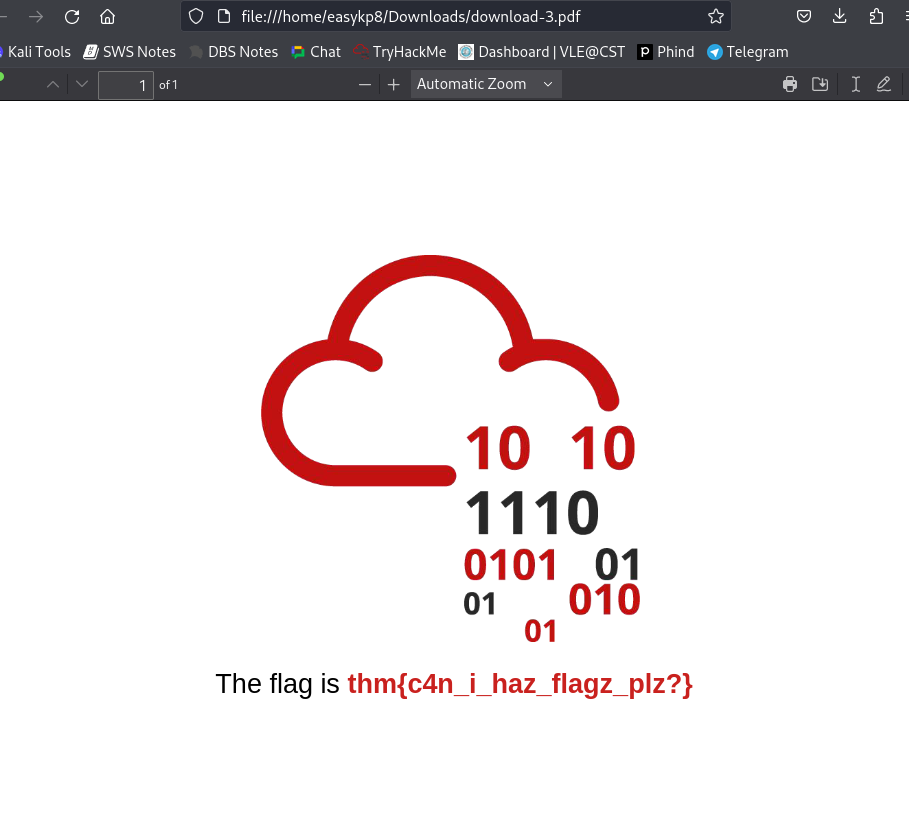 file:///home/easykp8/Downloads/download-3.pdf
Kali Tools SWS Notes DBS Notes Chat TryHackMe Dashboard | VLE@CST Phind Telegram
1 of 1 Automatic Zoom
10 10
1110
0101 01
01 010
01
The flag is thm{c4n_i_haz_flagz_plz?}